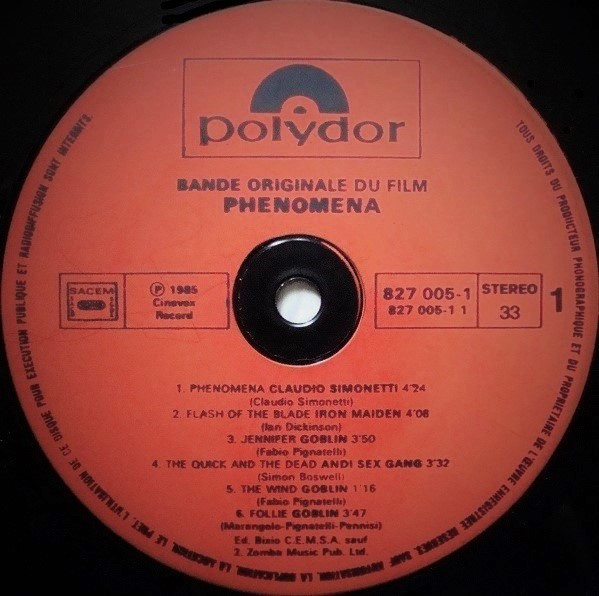 polydor
BANDE ORIGINALE DU FILM
PHENOMENA
SACEM
℗ 1985
Cinevox
Record
827 005-1
827 005-1 1
STEREO
33
1
1. PHENOMENA CLAUDIO SIMONETTI 4'24
(Claudio Simonetti)
2. FLASH OF THE BLADE IRON MAIDEN 4'08
(Ian Dickinson)
3. JENNIFER GOBLIN 3'50
(Fabio Pignatelli)
4. THE QUICK AND THE DEAD ANDI SEX GANG 3'32
(Simon Boswell)
5. THE WIND GOBLIN 1'16
(Fabio Pignatelli)
6. FOLLIE GOBLIN 3'47
(Marangolo-Pignatelli-Pennisi)
Ed. Bixio C.E.M.S.A. sauf
2. Zomba Music Pub. Ltd.
TOUS DROITS DU PRODUCTEUR PHONOGRAPHIQUE ET DU PROPRIETAIRE DE L'ŒUVRE ENREGISTREE RESERVES. SAUF AUTORISATION, LA DUPLICATION, LA LOCATION, LE PRET, L'UTILISATION DE CE DISQUE POUR EXECUTION PUBLIQUE ET RADIODIFFUSION SONT INTERDITS.